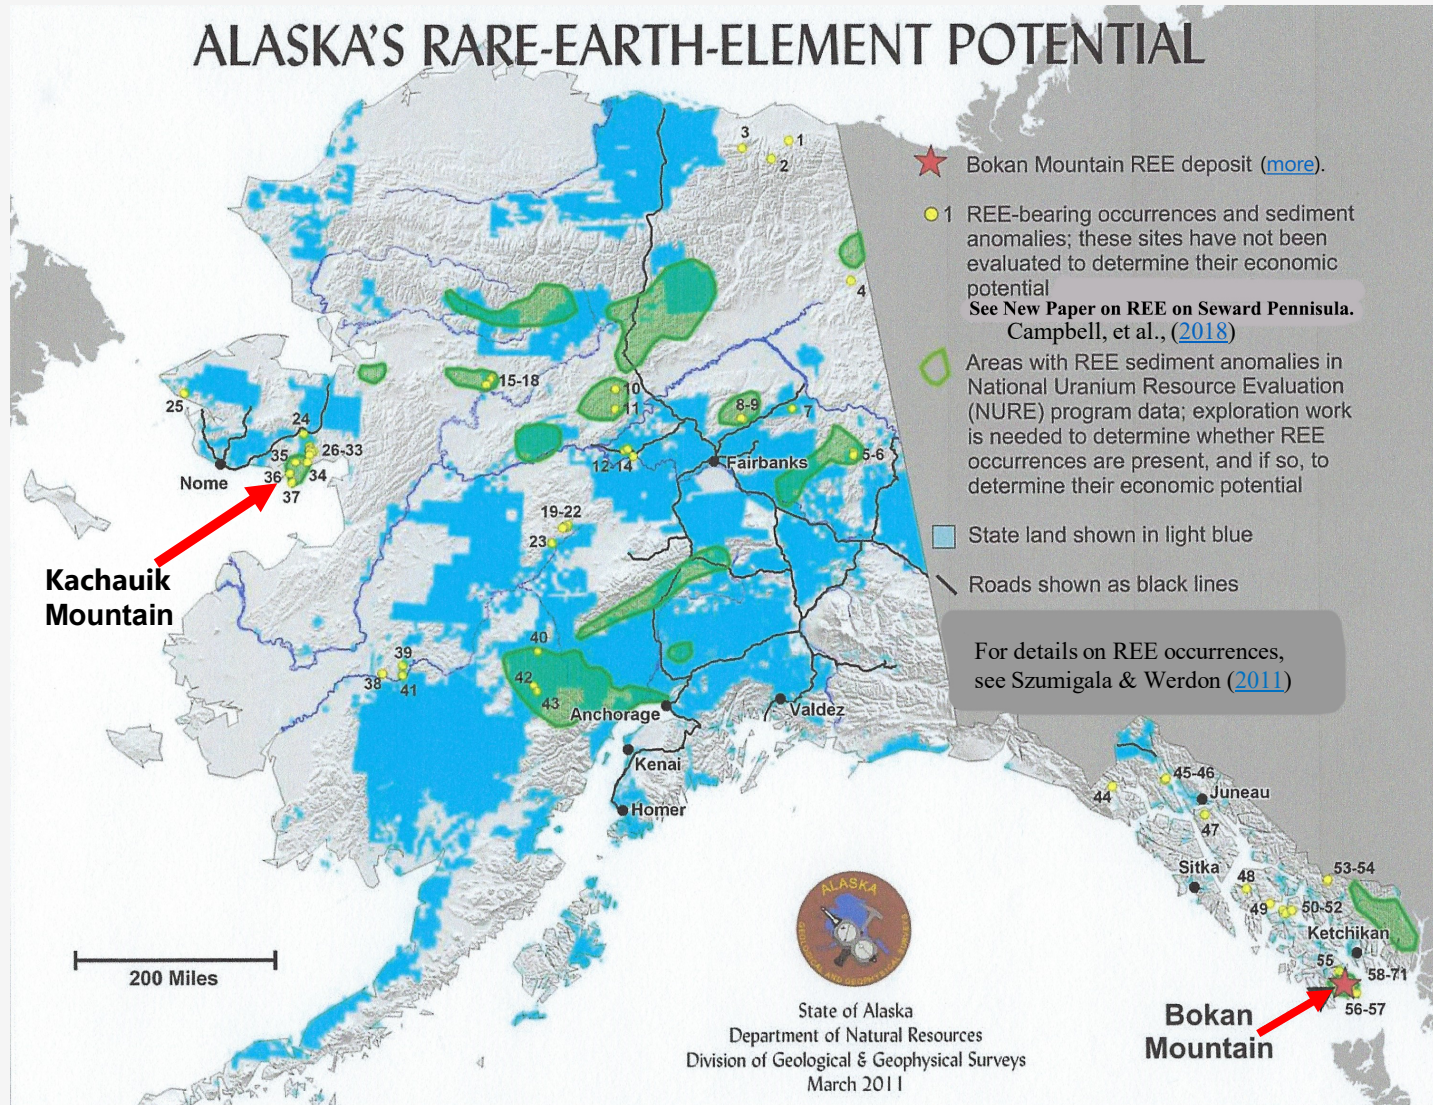 ALASKA'S RARE-EARTH-ELEMENT POTENTIAL
Bokan Mountain REE deposit (more).
1 REE-bearing occurrences and sediment
anomalies; these sites have not been
evaluated to determine their economic
potential
See New Paper on REE on Seward Pennisula.
Campbell, et al., (2018)
Areas with REE sediment anomalies in
National Uranium Resource Evaluation
(NURE) program data; exploration work
is needed to determine whether REE
occurrences are present, and if so, to
determine their economic potential
State land shown in light blue
Roads shown as black lines
For details on REE occurrences,
see Szumigala & Werdon (2011)
3
1
2
4
15-18
10
11
8-9
7
25
24
26-33
35
34
36
37
Nome
12-14
Fairbanks
5-6
19-22
23
Kachauik
Mountain
40
39
38
41
42
43
Anchorage
Valdez
Kenai
Homer
44
45-46
Juneau
47
Sitka
48
49
50-52
53-54
Ketchikan
55
58-71
56-57
Bokan
Mountain
200 Miles
ALASKA
GEOLOGICAL AND GEOPHYSICAL SURVEYS
State of Alaska
Department of Natural Resources
Division of Geological & Geophysical Surveys
March 2011